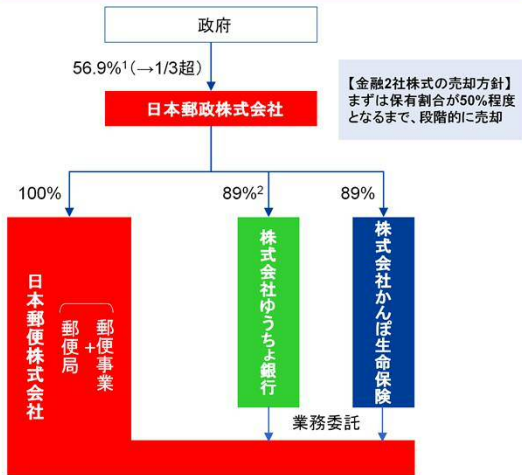 政府
56.9%¹(→1/3超)
日本郵政株式会社
【金融2社株式の売却方針】
まずは保有割合が50%程度
となるまで、段階的に売却
100%
89%²
89%
日本郵便株式会社
郵便局
+
郵便事業
株式会社ゆうちょ銀行
株式会社かんぽ生命保険
業務委託